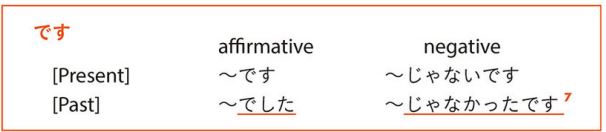 です
affirmative negative
[Present] ～です ～じゃないです
[Past] ～でした ～じゃなかったです7